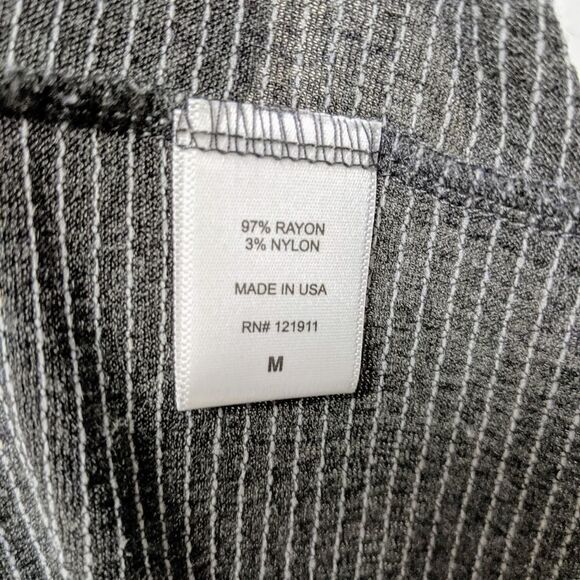 97% RAYON
3% NYLON
MADE IN USA
RN# 121911
M